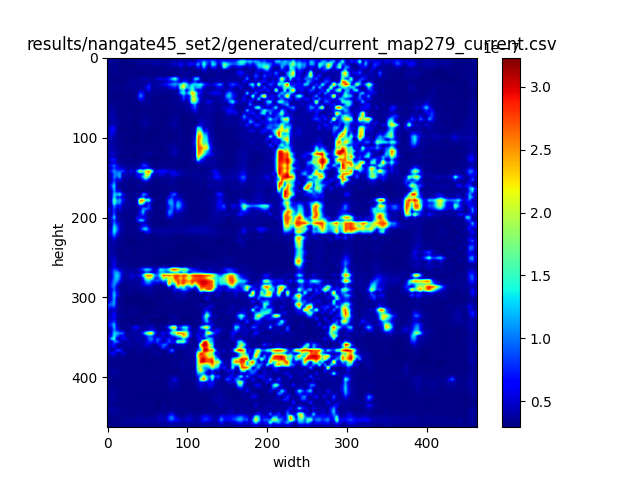 results/nangate45_set2/generated/current_map279_current.csv
1e−7
0
100
200
300
400
height
0 100 200 300 400
width
3.0
2.5
2.0
1.5
1.0
0.5